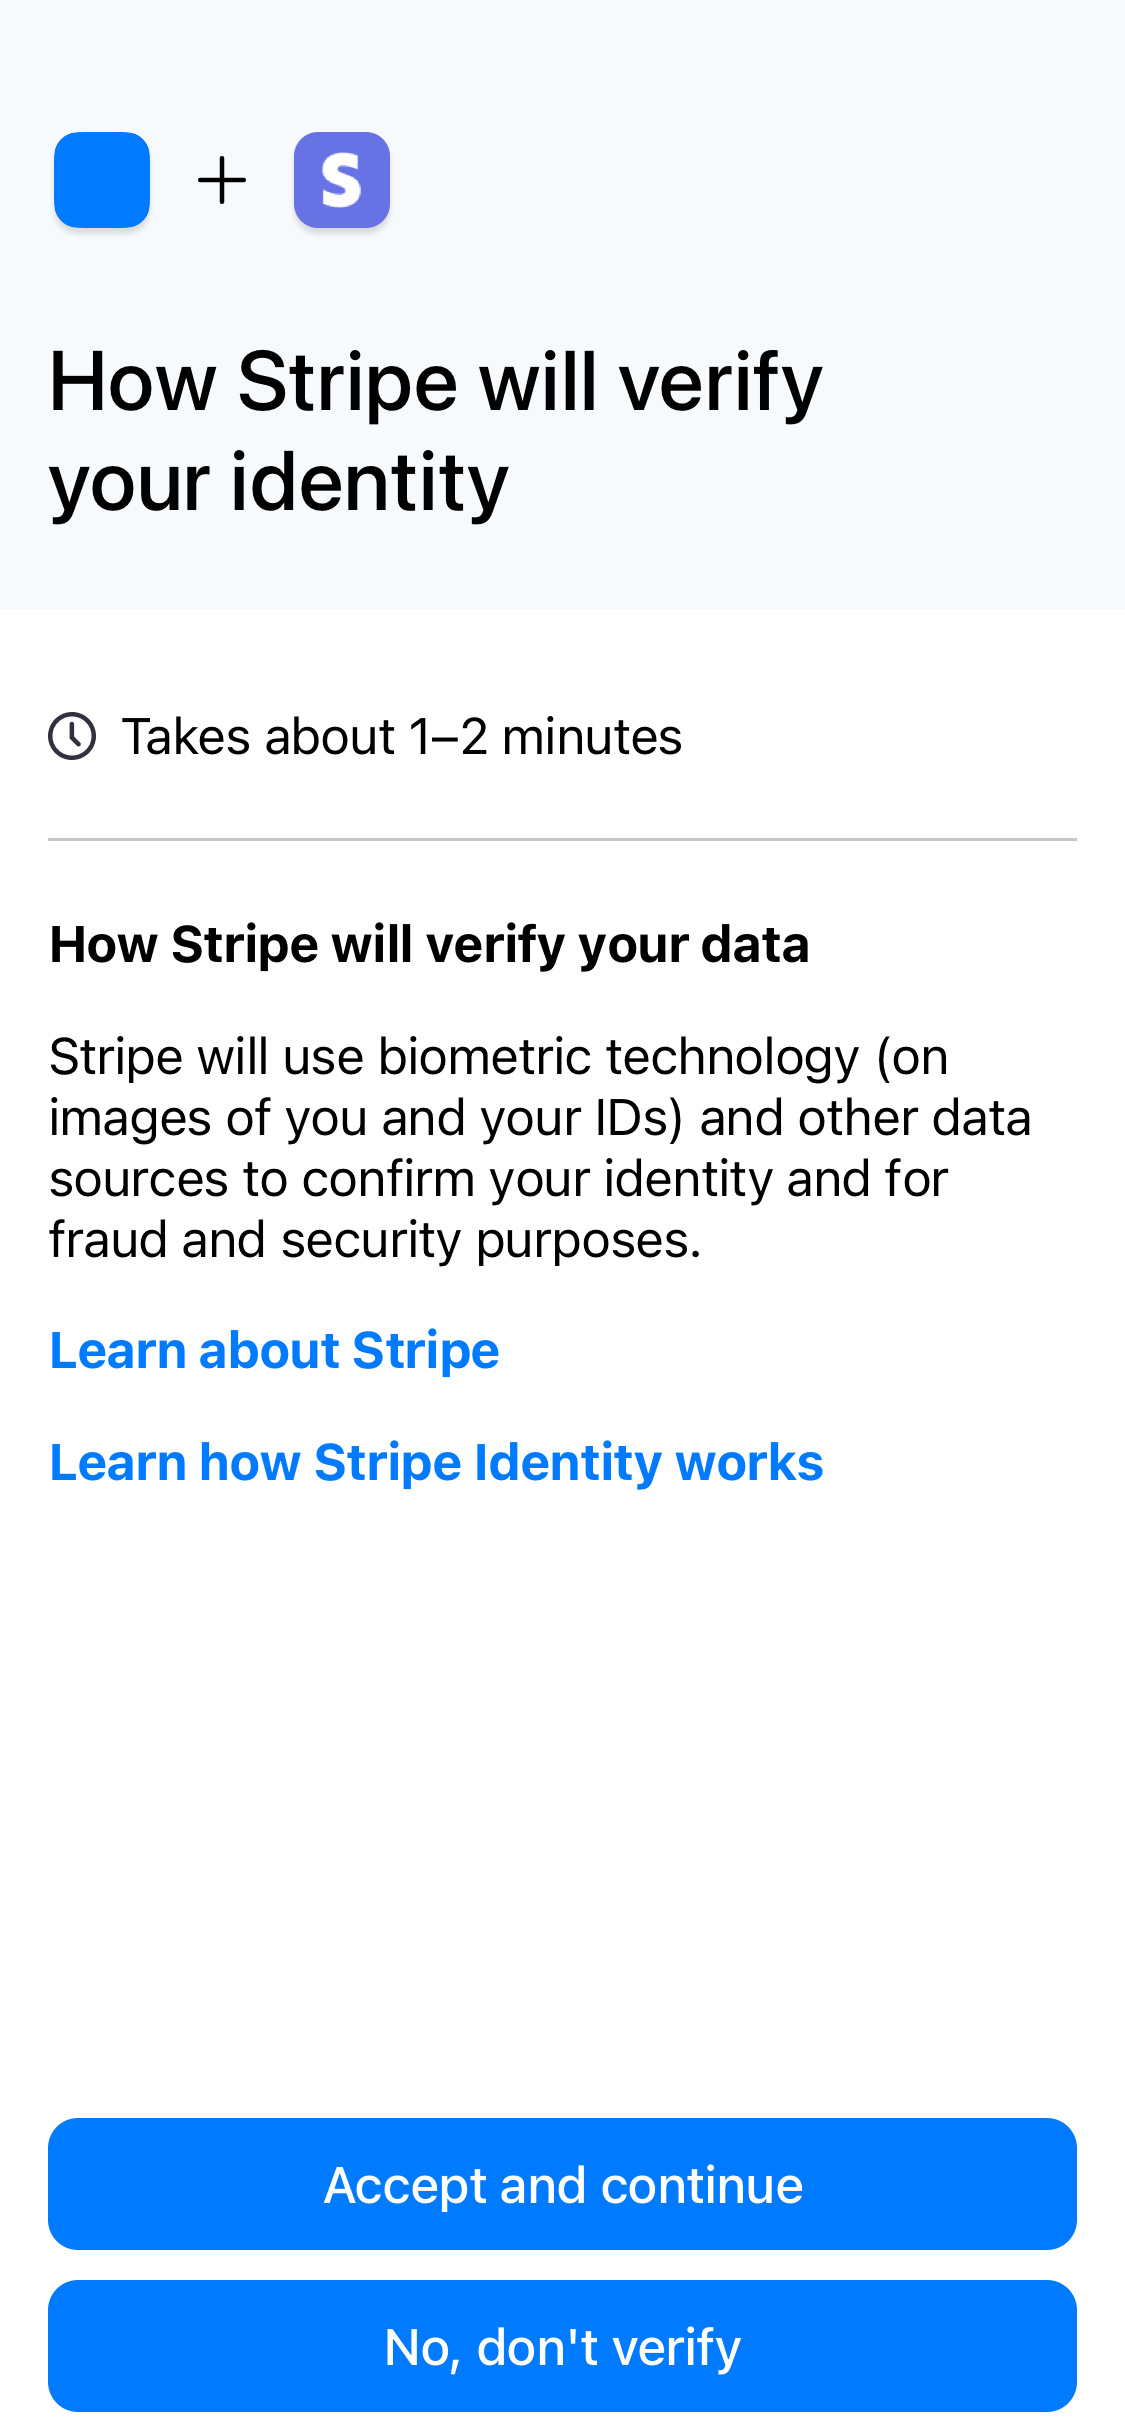 S
How Stripe will verify
your identity
Takes about 1–2 minutes
How Stripe will verify your data
Stripe will use biometric technology (on
images of you and your IDs) and other data
sources to confirm your identity and for
fraud and security purposes.
Learn about Stripe
Learn how Stripe Identity works
Accept and continue
No, don't verify